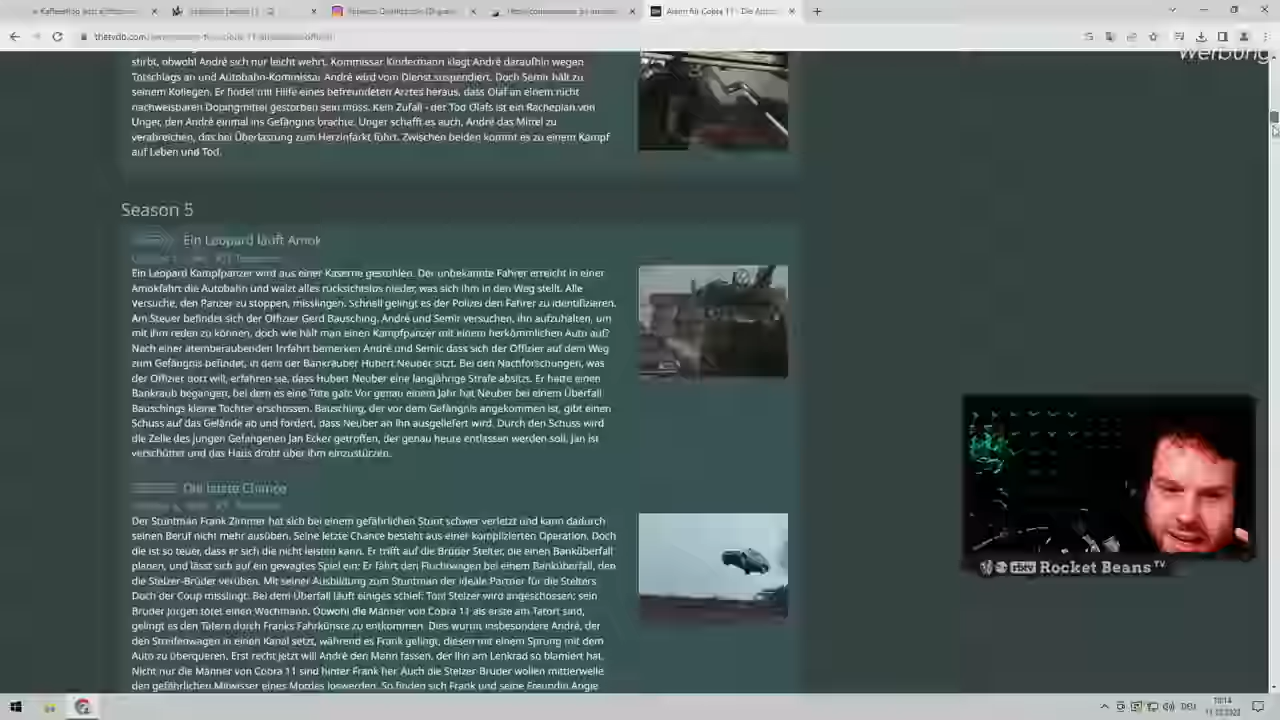 Alarm für Cobra 11 - Die Auto
Werbung
stirbt, obwohl André sich nur leicht wehrt. Kommissar Kindermann klagt André daraufhin wegen
Totschlags an und Autobahn-Kommissar André wird vom Dienst suspendiert. Doch Semir hält zu
seinem Kollegen. Er findet mit Hilfe eines befreundeten Arztes heraus, dass Olaf an einem nicht
nachweisbaren Dopingmittel gestorben sein muss. Kein Zufall - der Tod Olafs ist ein Racheplan von
Unger, den André einmal ins Gefängnis brachte. Unger schafft es auch, André das Mittel zu
verabreichen, das bei Überlastung zum Herzinfarkt führt. Zwischen beiden kommt es zu einem Kampf
auf Leben und Tod.
Season 5
Ein Leopard läuft Amok
Ein Leopard Kampfpanzer wird aus einer Kaserne gestohlen. Der unbekannte Fahrer erreicht in einer
Amokfahrt die Autobahn und walzt alles rücksichtslos nieder, was sich ihm in den Weg stellt. Alle
Versuche, den Panzer zu stoppen, misslingen. Schnell gelingt es der Polizei den Fahrer zu identifizieren.
Am Steuer befindet sich der Offizier Gerd Bausching. André und Semir versuchen, ihn aufzuhalten, um
mit ihm reden zu können, doch wie hält man einen Kampfpanzer mit einem herkömmlichen Auto auf?
Nach einer atemberaubenden Irrfahrt bemerken André und Semir, dass sich der Offizier auf dem Weg
zum Gefängnis befindet, in dem der Bankräuber Hubert Neuber sitzt. Bei den Nachforschungen, was
der Offizier dort will, erfahren sie, dass Hubert Neuber eine langjährige Strafe absitzt. Er hatte einen
Bankraub begangen, bei dem es eine Tote gab: Vor genau einem Jahr hat Neuber bei einem Überfall
Bauschings kleine Tochter erschossen. Bausching, der vor dem Gefängnis angekommen ist, gibt einen
Schuss auf das Gelände ab und fordert, dass Neuber an ihn ausgeliefert wird. Durch den Schuss wird
die Zelle des jungen Gefangenen Jan Ecker getroffen, der genau heute entlassen werden soll. Jan ist
verschüttet und das Haus droht über ihm einzustürzen.
Die letzte Chance
Der Stuntman Frank Zimmer hat sich bei einem gefährlichen Stunt schwer verletzt und kann dadurch
seinen Beruf nicht mehr ausüben. Seine letzte Chance besteht aus einer komplizierten Operation. Doch
die ist so teuer, dass er sich die nicht leisten kann. Er trifft auf die Brüder Stelter, die einen Banküberfall
planen, und lässt sich auf ein gewagtes Spiel ein: Er fährt den Fluchtwagen bei einem Banküberfall, den
die Stelzer-Brüder verüben. Mit seiner Ausbildung zum Stuntman der ideale Partner für die Stelters
Doch der Coup misslingt. Bei dem Überfall läuft einiges schief: Toni Stelzer wird angeschossen; sein
Bruder Jürgen tötet einen Wachmann. Obwohl die Männer von Cobra 11 als erste am Tatort sind,
gelingt es den Tätern durch Franks Fahrkünste zu entkommen. Dies wurmt insbesondere André, der
den Streifenwagen in einen Kanal setzt, während es Frank gelingt, diesen mit einem Sprung mit dem
Auto zu überqueren. Erst recht jetzt will André den Mann fassen, der ihn am Lenkrad so blamiert hat.
Nicht nur die Männer von Cobra 11 sind hinter Frank her. Auch die Stelzer-Brüder wollen mittlerweile
den gefährlichen Mitwisser eines Mordes loswerden. So finden sich Frank und seine Freundin Angie
Rocket Beans TV
DEU
10:14